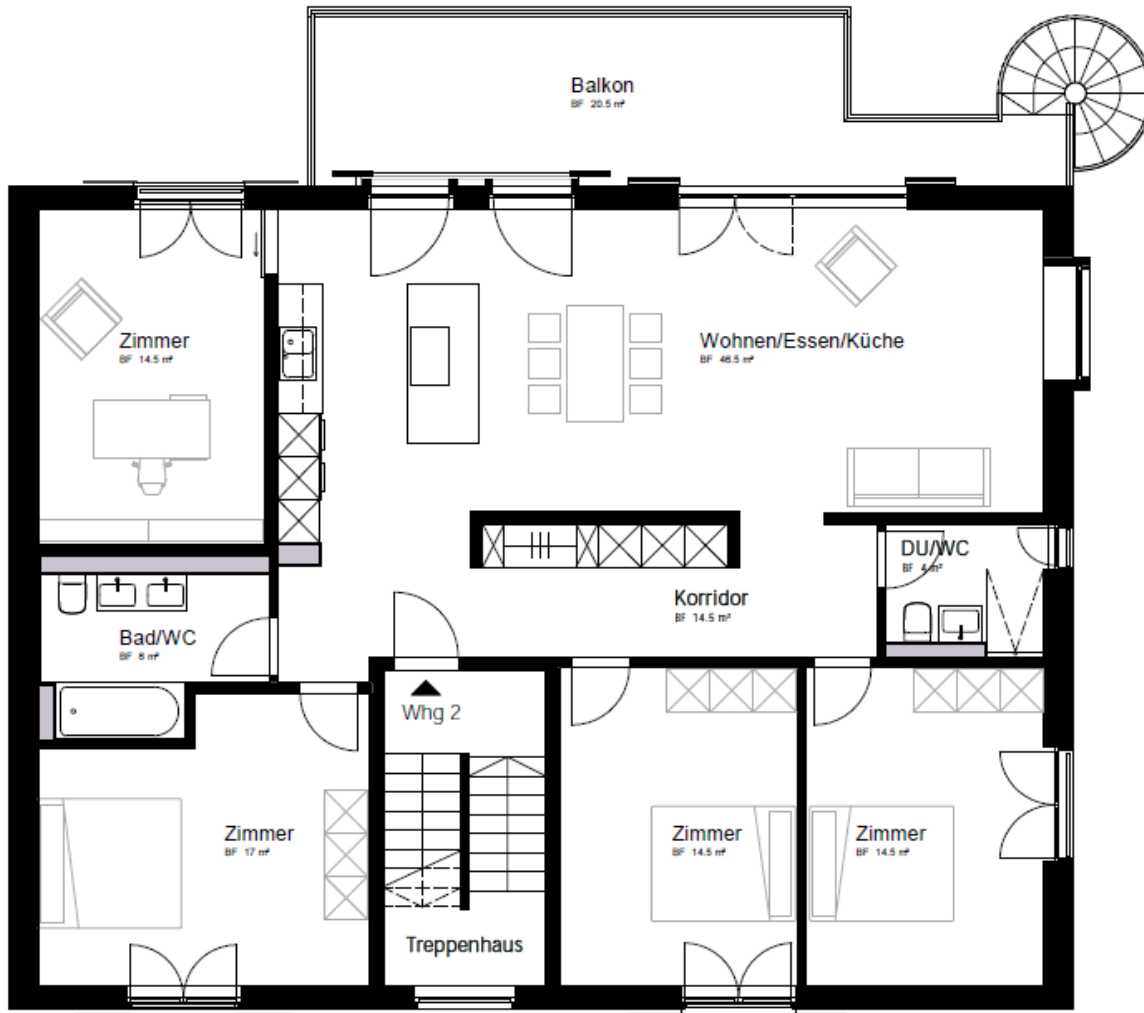 Balkon
BF 20.5 m²
Zimmer
BF 14.5 m²
Wohnen/Essen/Küche
BF 46.5 m²
DU/WC
BF 4 m²
Korridor
BF 14.5 m²
Bad/WC
BF 6 m²
Whg 2
Zimmer
BF 17 m²
Zimmer
BF 14.5 m²
Zimmer
BF 14.5 m²
Treppenhaus